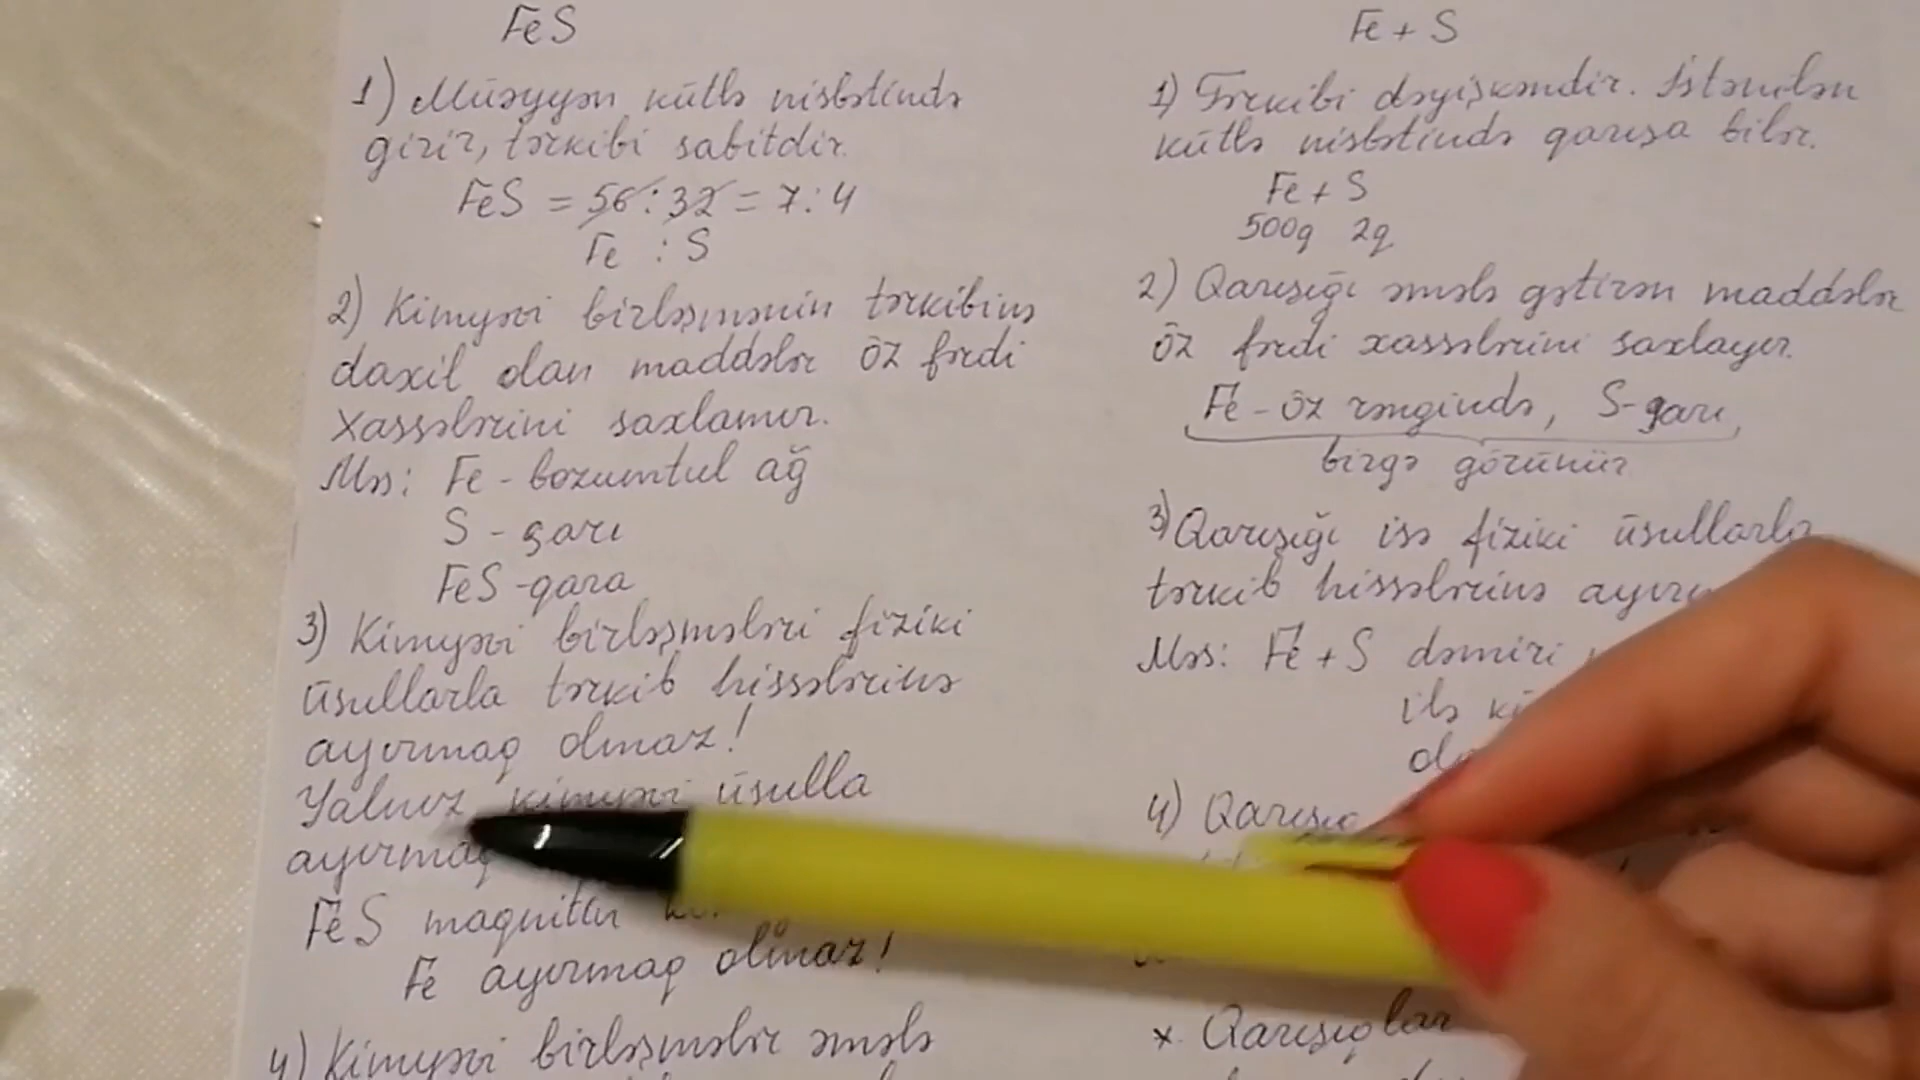 FeS
1) Müəyyən kütlə nisbətində
girir, tərkibi sabitdir.
FeS = 56 : 32 = 7 : 4
Fe : S
2) Kimyəvi birləşmənin tərkibinə
daxil olan maddələr öz fərdi
xassələrini saxlamır.
Məs: Fe - bozumtul ağ
S - sarı
FeS - qara
3) Kimyəvi birləşmələri fiziki
üsullarla tərkib hissələrinə
ayırmaq olmaz!
Yalnız kimyəvi üsulla
ayırmaq
FeS maqnitlə
Fe ayırmaq olmaz!
4) Kimyəvi birləşmələr əmələ
Fe + S
1) Tərkibi dəyişkəndir. İstənilən
kütlə nisbətində qarışa bilər.
Fe + S
500q 2q
2) Qarışığı əmələ gətirən maddələr
öz fərdi xassələrini saxlayır.
Fe - öz rəngində, S - sarı,
birgə görünür
3) Qarışığı isə fiziki üsullarla
tərkib hissələrinə
Məs: Fe + S dəmiri
ilə
4)
* Qarışıqlar